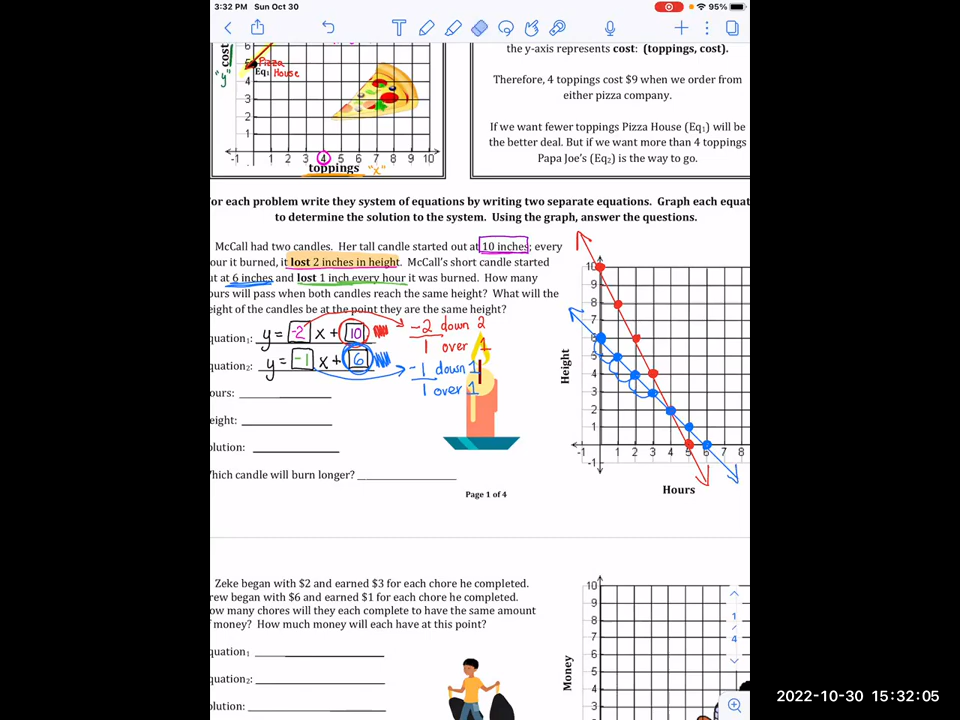 3:32 PM Sun Oct 30
95%
6
5
4
3
2
1
-1
1 2 3 4 5 6 7 8 9 10
"y" cost
Pizza
Eq1 House
toppings "x"
the y-axis represents cost: (toppings, cost).
Therefore, 4 toppings cost $9 when we order from
either pizza company.
If we want fewer toppings Pizza House (Eq1) will be
the better deal. But if we want more than 4 toppings
Papa Joe's (Eq2) is the way to go.
or each problem write they system of equations by writing two separate equations. Graph each equat
to determine the solution to the system. Using the graph, answer the questions.
McCall had two candles. Her tall candle started out at 10 inches; every
our it burned, it lost 2 inches in height. McCall's short candle started
ut at 6 inches and lost 1 inch every hour it was burned. How many
ours will pass when both candles reach the same height? What will the
eight of the candles be at the point they are the same height?
quation1: y = -2 x + 10
-2 down 2
1 over 1
quation2: y = -1 x + 6
-1 down 1
1 over 1
ours:
eight:
olution:
hich candle will burn longer?
Page 1 of 4
10
9
8
7
6
5
4
3
2
1
-1
-1 1 2 3 4 5 6 7 8
Height
Hours
Zeke began with $2 and earned $3 for each chore he completed.
rew began with $6 and earned $1 for each chore he completed.
ow many chores will they each complete to have the same amount
f money? How much money will each have at this point?
quation1
quation2:
olution:
10
9
8
7
6
5
4
3
Money
1
4
2022-10-30 15:32:05